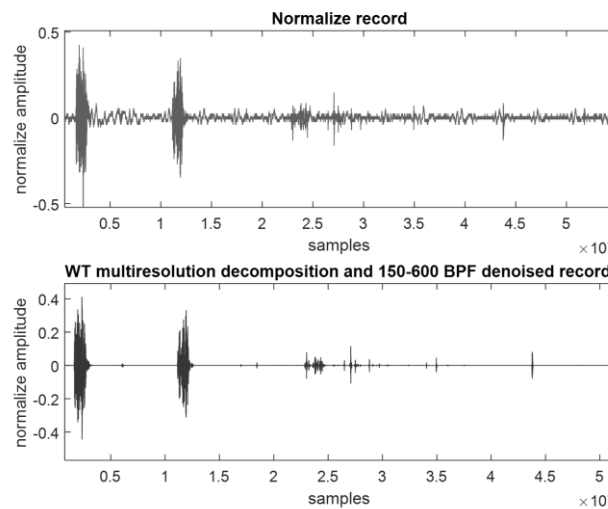 Normalize record
normalize amplitude
0.5
0
-0.5
0.5 1 1.5 2 2.5 3 3.5 4 4.5 5
samples
×10
WT multiresolution decomposition and 150-600 BPF denoised record
normalize amplitude
0.4
0.2
0
-0.2
-0.4
0.5 1 1.5 2 2.5 3 3.5 4 4.5 5
samples
×10